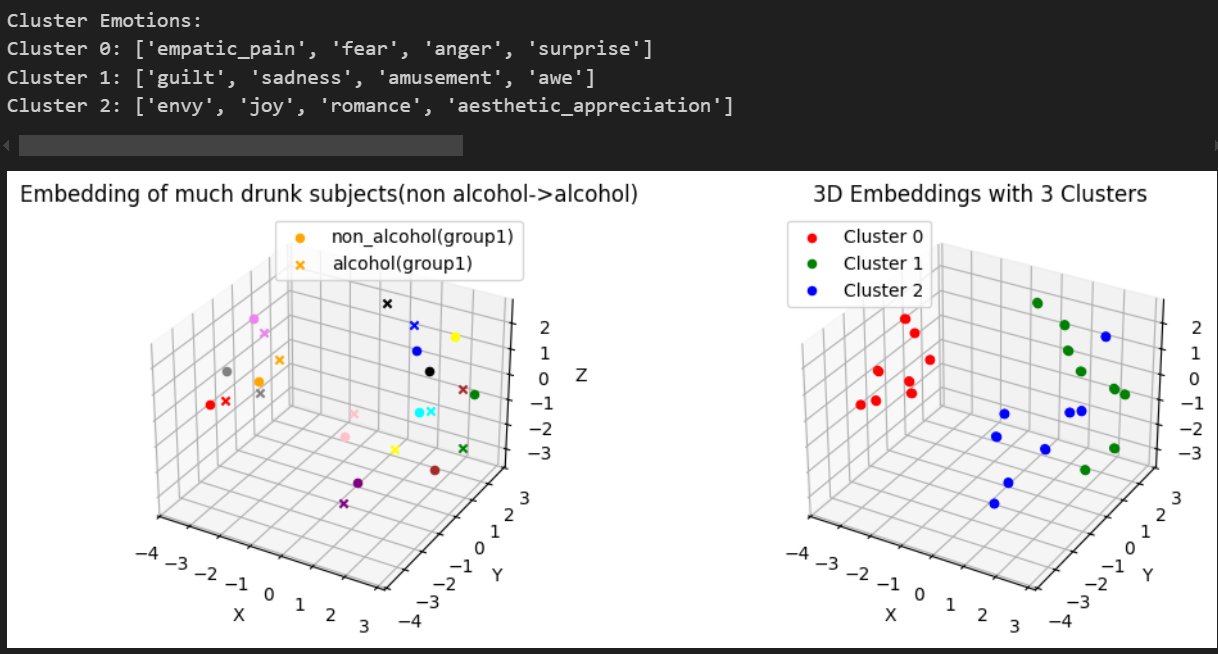 Cluster Emotions:
Cluster 0: ['empatic_pain', 'fear', 'anger', 'surprise']
Cluster 1: ['guilt', 'sadness', 'amusement', 'awe']
Cluster 2: ['envy', 'joy', 'romance', 'aesthetic_appreciation']
Embedding of much drunk subjects(non alcohol->alcohol)
non_alcohol(group1)
alcohol(group1)
2
1
0
−1
−2
−3
Z
−4
−3
−2
−1
0
1
2
3
X
−4
−3
−2
−1
0
1
2
3
Y
3D Embeddings with 3 Clusters
Cluster 0
Cluster 1
Cluster 2
2
1
0
−1
−2
−3
−4
−3
−2
−1
0
1
2
3
X
−4
−3
−2
−1
0
1
2
3
Y